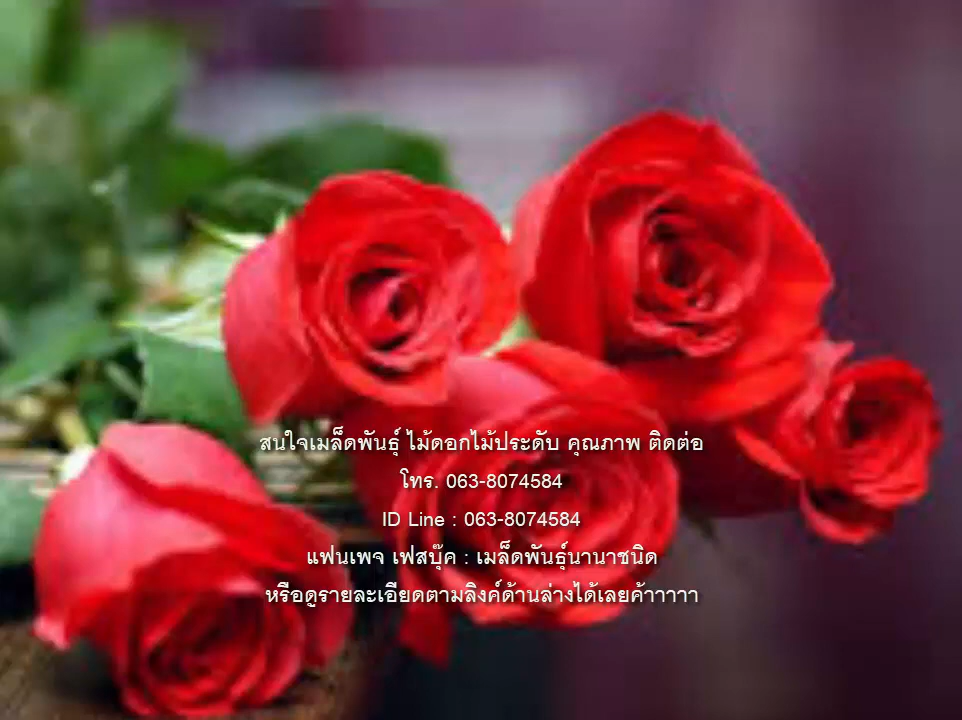 สนใจเมล็ดพันธุ์ ไม้ดอกไม้ประดับ คุณภาพ ติดต่อ
โทร. 063-8074584
ID Line : 063-8074584
แฟนเพจ เฟสบุ๊ค : เมล็ดพันธุ์นานาชนิด
หรือดูรายละเอียดตามลิงค์ด้านล่างได้เลยค้าาาาา